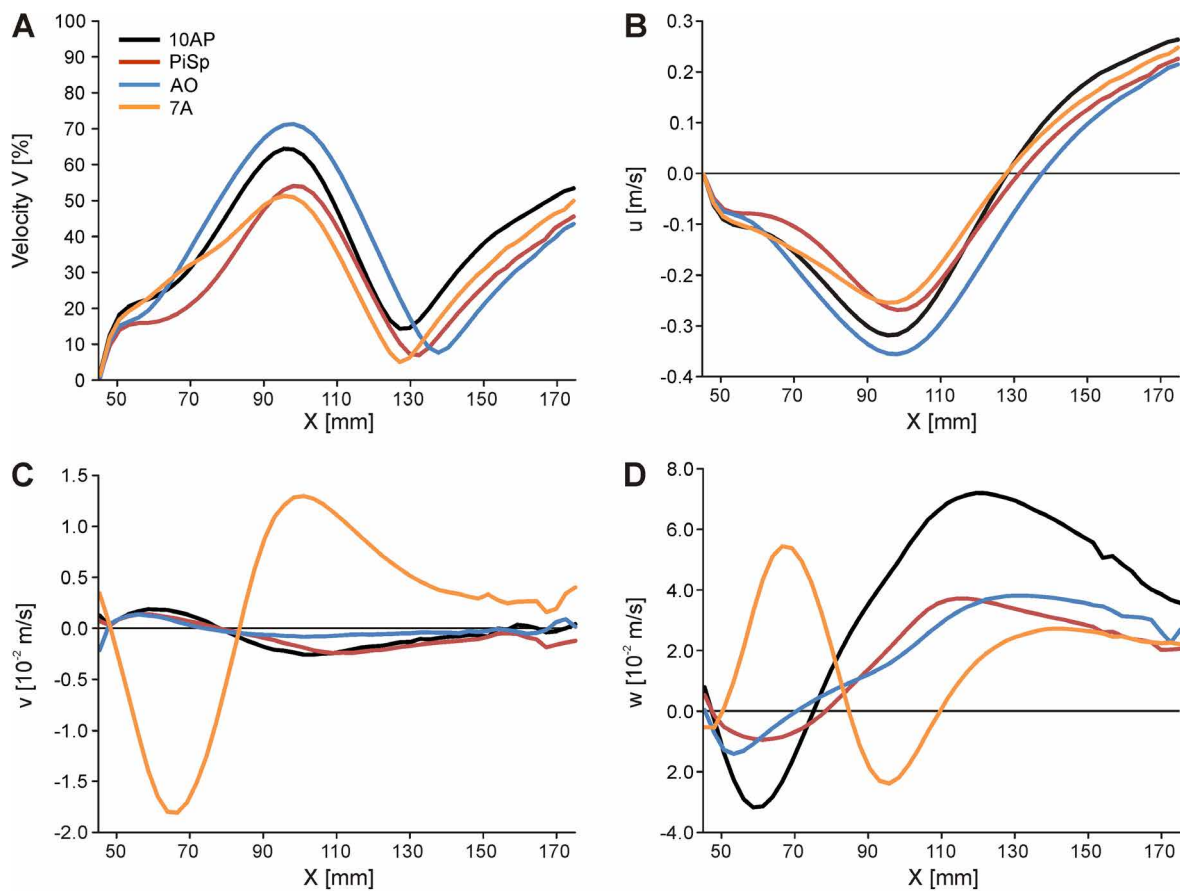 A
Velocity V [%]
100
90
80
70
60
50
40
30
20
10
0
10AP
PiSp
AO
7A
50 70 90 110 130 150 170
X [mm]
B
u [m/s]
0.3
0.2
0.1
0.0
-0.1
-0.2
-0.3
-0.4
50 70 90 110 130 150 170
X [mm]
C
v [10⁻² m/s]
1.5
1.0
0.5
0.0
-0.5
-1.0
-1.5
-2.0
50 70 90 110 130 150 170
X [mm]
D
w [10⁻² m/s]
8.0
6.0
4.0
2.0
0.0
2.0
-4.0
50 70 90 110 130 150 170
X [mm]